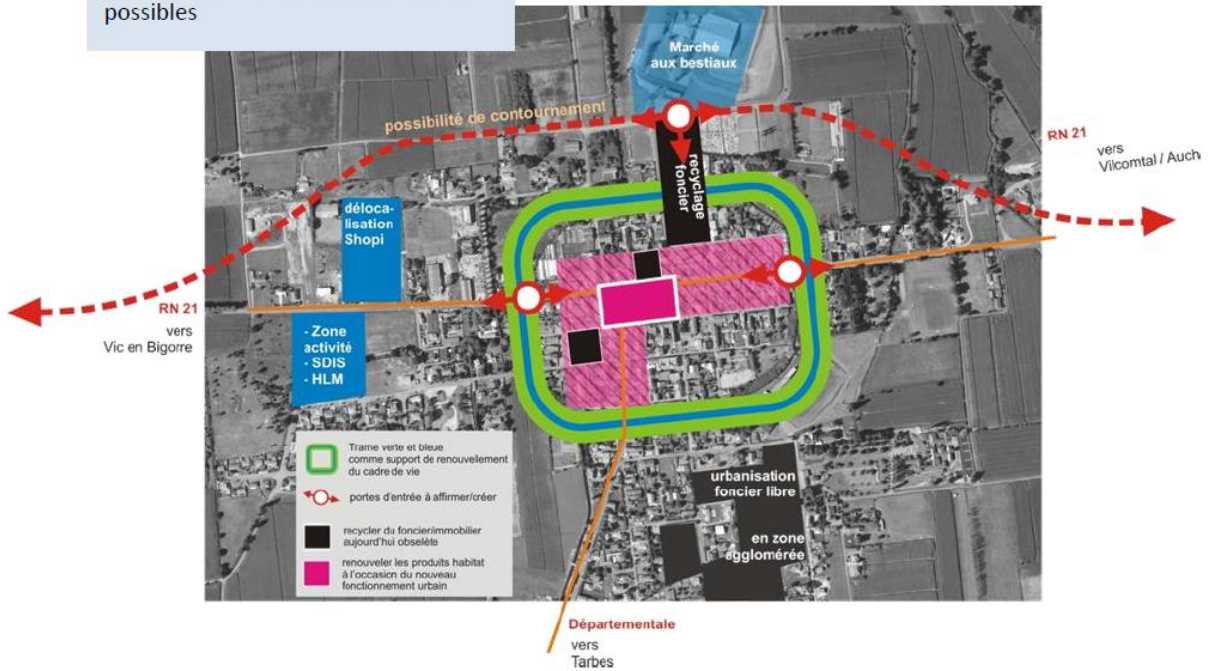 possibles
Marché
aux bestiaux
possibilité de contournement
RN 21
vers
Vilcomtal / Auch
recyclage
foncier
déloca-
lisation
Shopi
RN 21
vers
Vic en Bigorre
- Zone
activité
- SDIS
- HLM
Trame verte et bleue
comme support de renouvellement
du cadre de vie
portes d'entrée à affirmer/créer
recycler du foncier/immobilier
aujourd'hui obselète
renouveler les produits habitat
à l'occasion du nouveau
fonctionnement urbain
urbanisation
foncier libre
en zone
agglomérée
Départementale
vers
Tarbes